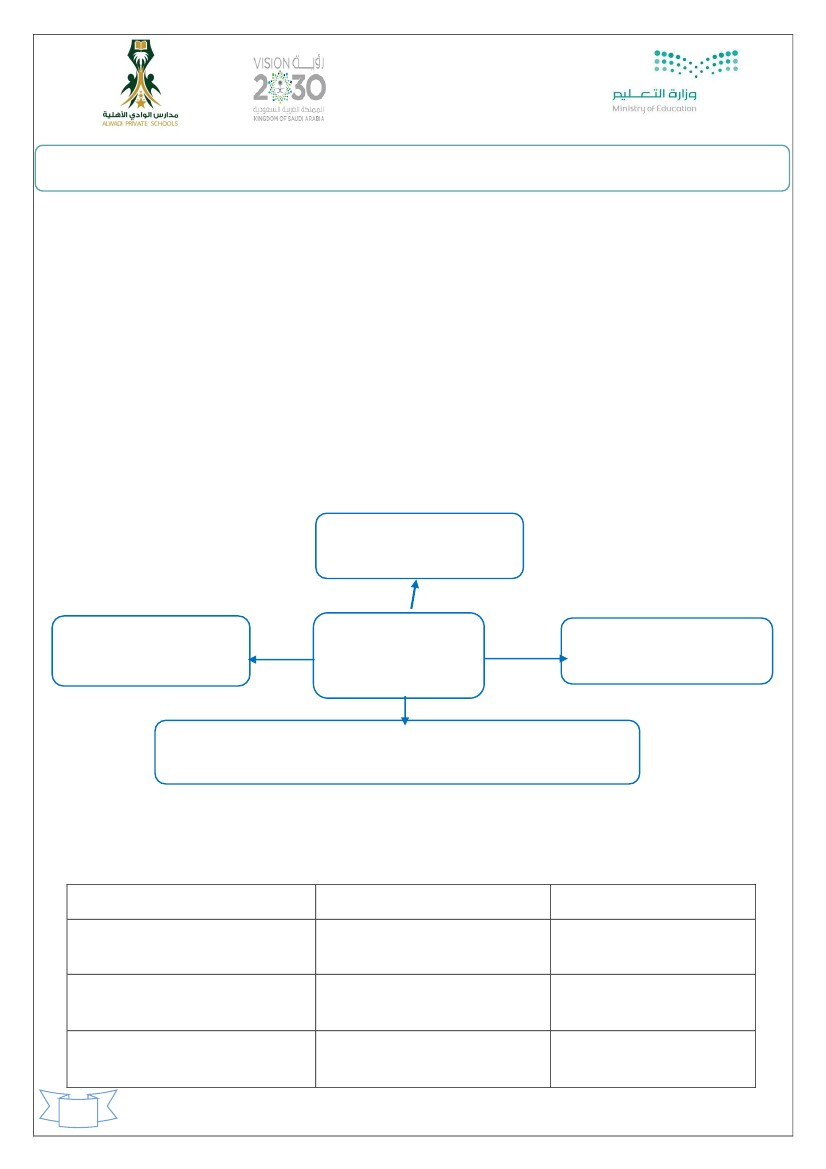 مدارس الوادي الأهلية
ALWADI PRIVATE SCHOOLS
VISION رؤيــة
2030
المملكة العربية السعودية
KINGDOM OF SAUDI ARABIA
وزارة التعليم
Ministry of Education